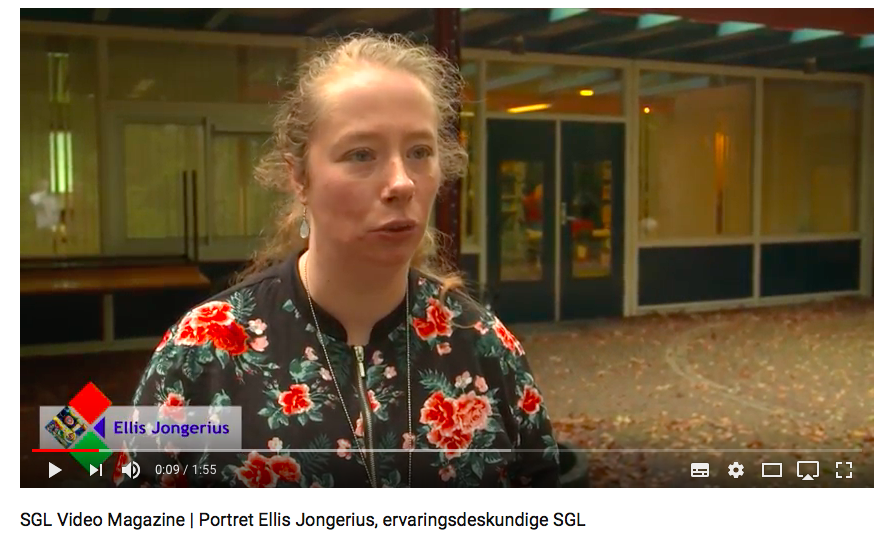 Ellis Jongerius
0:09 / 1:55
SGL Video Magazine | Portret Ellis Jongerius, ervaringsdeskundige SGL